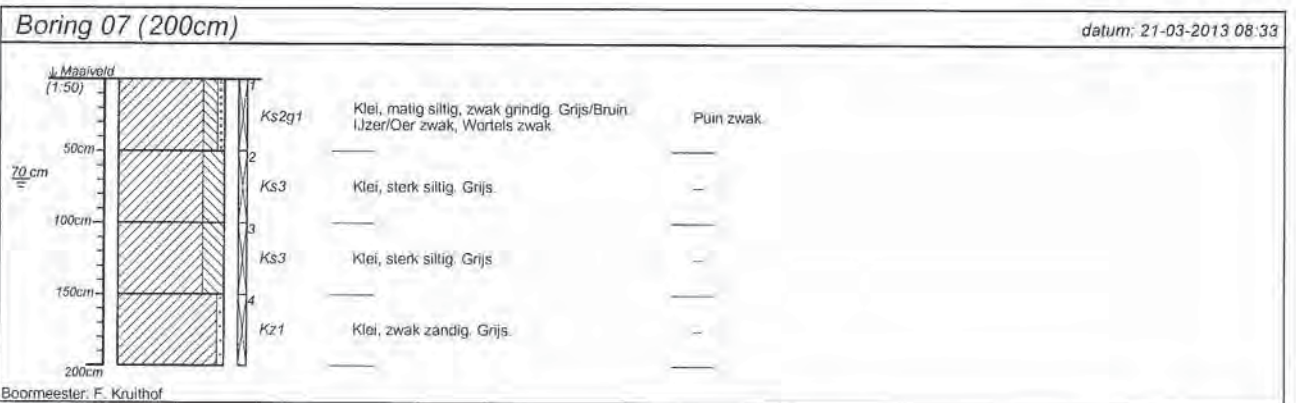 Boring 07 (200cm)
datum: 21-03-2013 08:33
↓ Maaiveld
(1:50)
1
Ks2g1
Klei, matig siltig, zwak grindig. Grijs/Bruin.
IJzer/Oer zwak, Wortels zwak
Puin zwak.
50cm
2
70 cm
Ks3
Klei, sterk siltig. Grijs.
–
100cm
3
Ks3
Klei, sterk siltig. Grijs
–
150cm
4
Kz1
Klei, zwak zandig. Grijs.
–
200cm
Boormeester: F. Kruithof